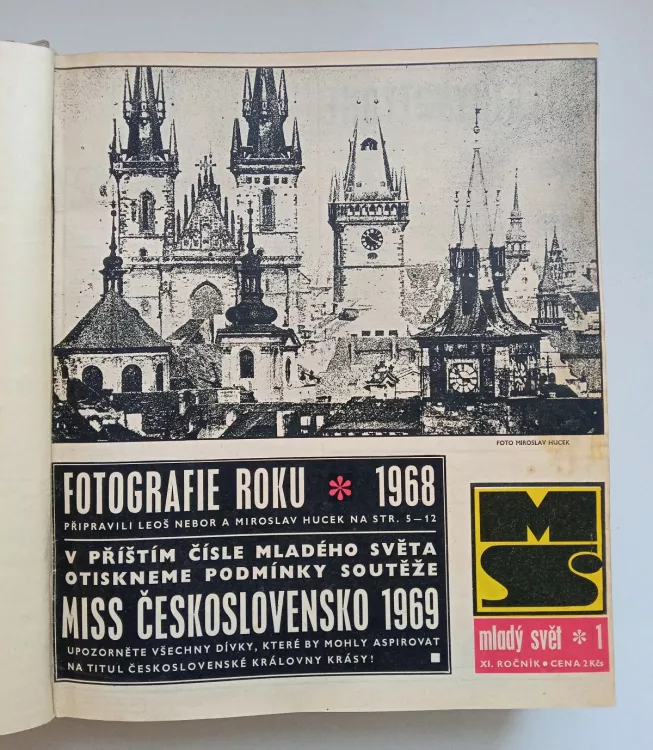 FOTO MIROSLAV HUCEK
FOTOGRAFIE ROKU * 1968
PŘIPRAVILI LEOŠ NEBOR A MIROSLAV HUCEK NA STR. 5—12
V PŘÍŠTÍM ČÍSLE MLADÉHO SVĚTA
OTISKNEME PODMÍNKY SOUTĚŽE
MISS ČESKOSLOVENSKO 1969
UPOZORNĚTE VŠECHNY DÍVKY, KTERÉ BY MOHLY ASPIROVAT
NA TITUL ČESKOSLOVENSKÉ KRÁLOVNY KRÁSY!
MS
mladý svět * 1
XI. ROČNÍK • CENA 2 Kčs